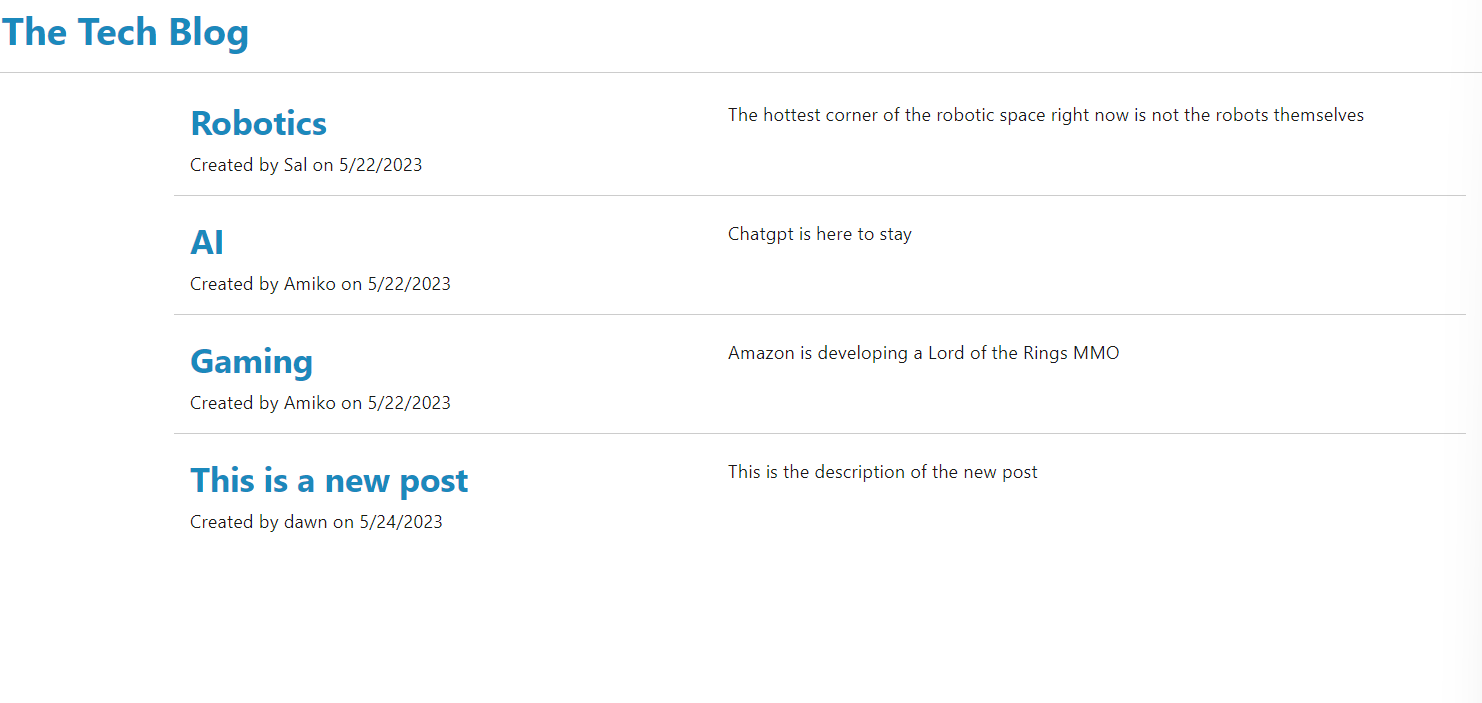 The Tech Blog
Robotics
The hottest corner of the robotic space right now is not the robots themselves
Created by Sal on 5/22/2023
AI
Chatgpt is here to stay
Created by Amiko on 5/22/2023
Gaming
Amazon is developing a Lord of the Rings MMO
Created by Amiko on 5/22/2023
This is a new post
This is the description of the new post
Created by dawn on 5/24/2023